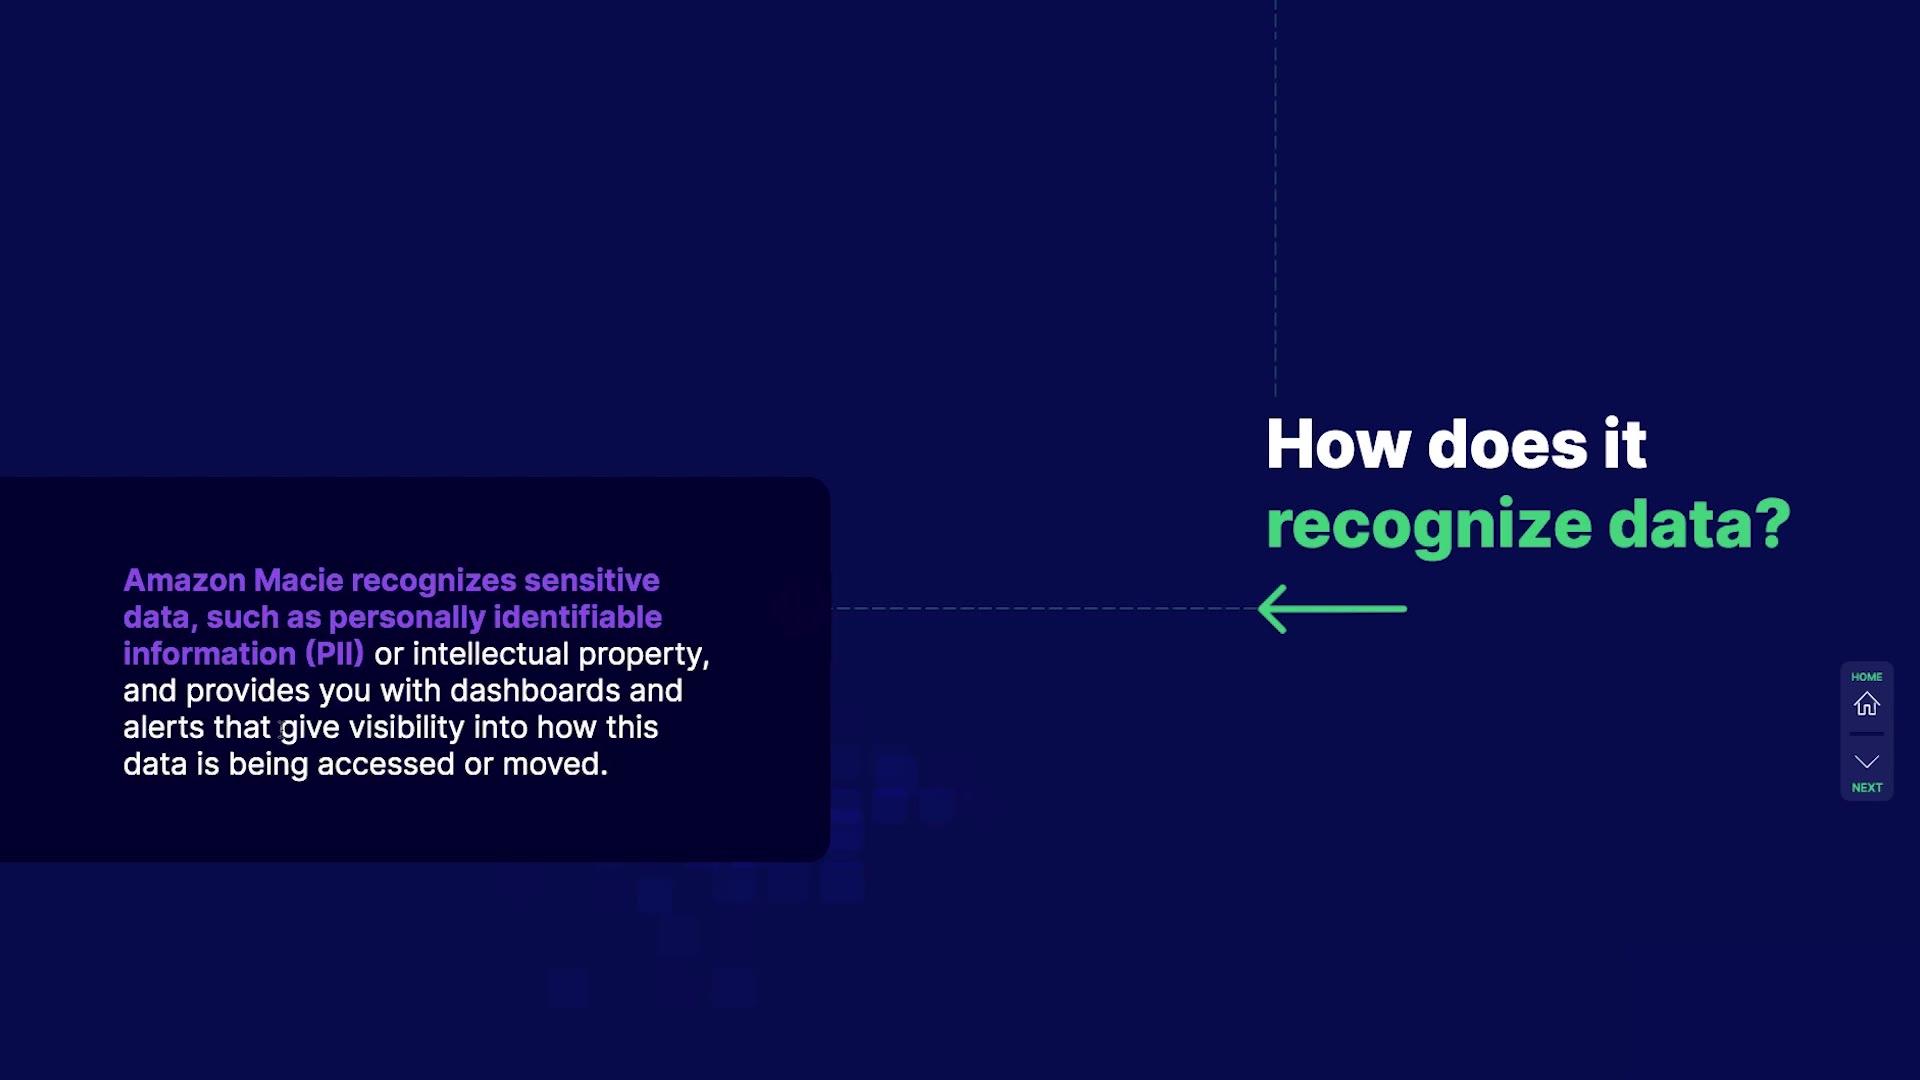 How does it
recognize data?
Amazon Macie recognizes sensitive
data, such as personally identifiable
information (PII) or intellectual property,
and provides you with dashboards and
alerts that give visibility into how this
data is being accessed or moved.
HOME
NEXT